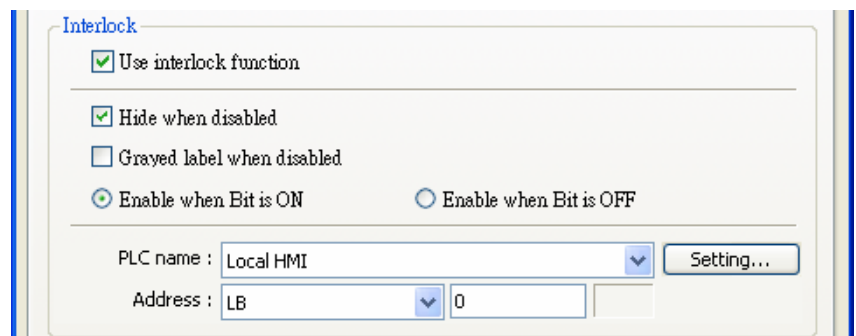 Interlock
Use interlock function
Hide when disabled
Grayed label when disabled
Enable when Bit is ON Enable when Bit is OFF
PLC name : Local HMI Setting...
Address : LB 0